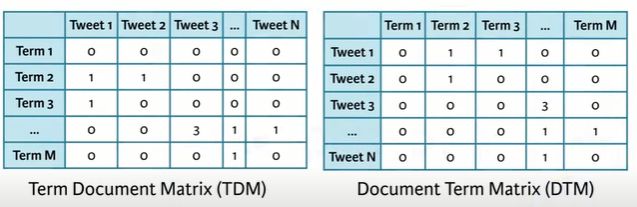 Tweet 1 Tweet 2 Tweet 3 ... Tweet N
Term 1 0 0 0 0 0
Term 2 1 1 0 0 0
Term 3 1 0 0 0 0
... 0 0 3 1 1
Term M 0 0 0 1 0
Term Document Matrix (TDM)
Term 1 Term 2 Term 3 ... Term M
Tweet 1 0 1 1 0 0
Tweet 2 0 1 0 0 0
Tweet 3 0 0 0 3 0
... 0 0 0 1 1
Tweet N 0 0 0 1 0
Document Term Matrix (DTM)